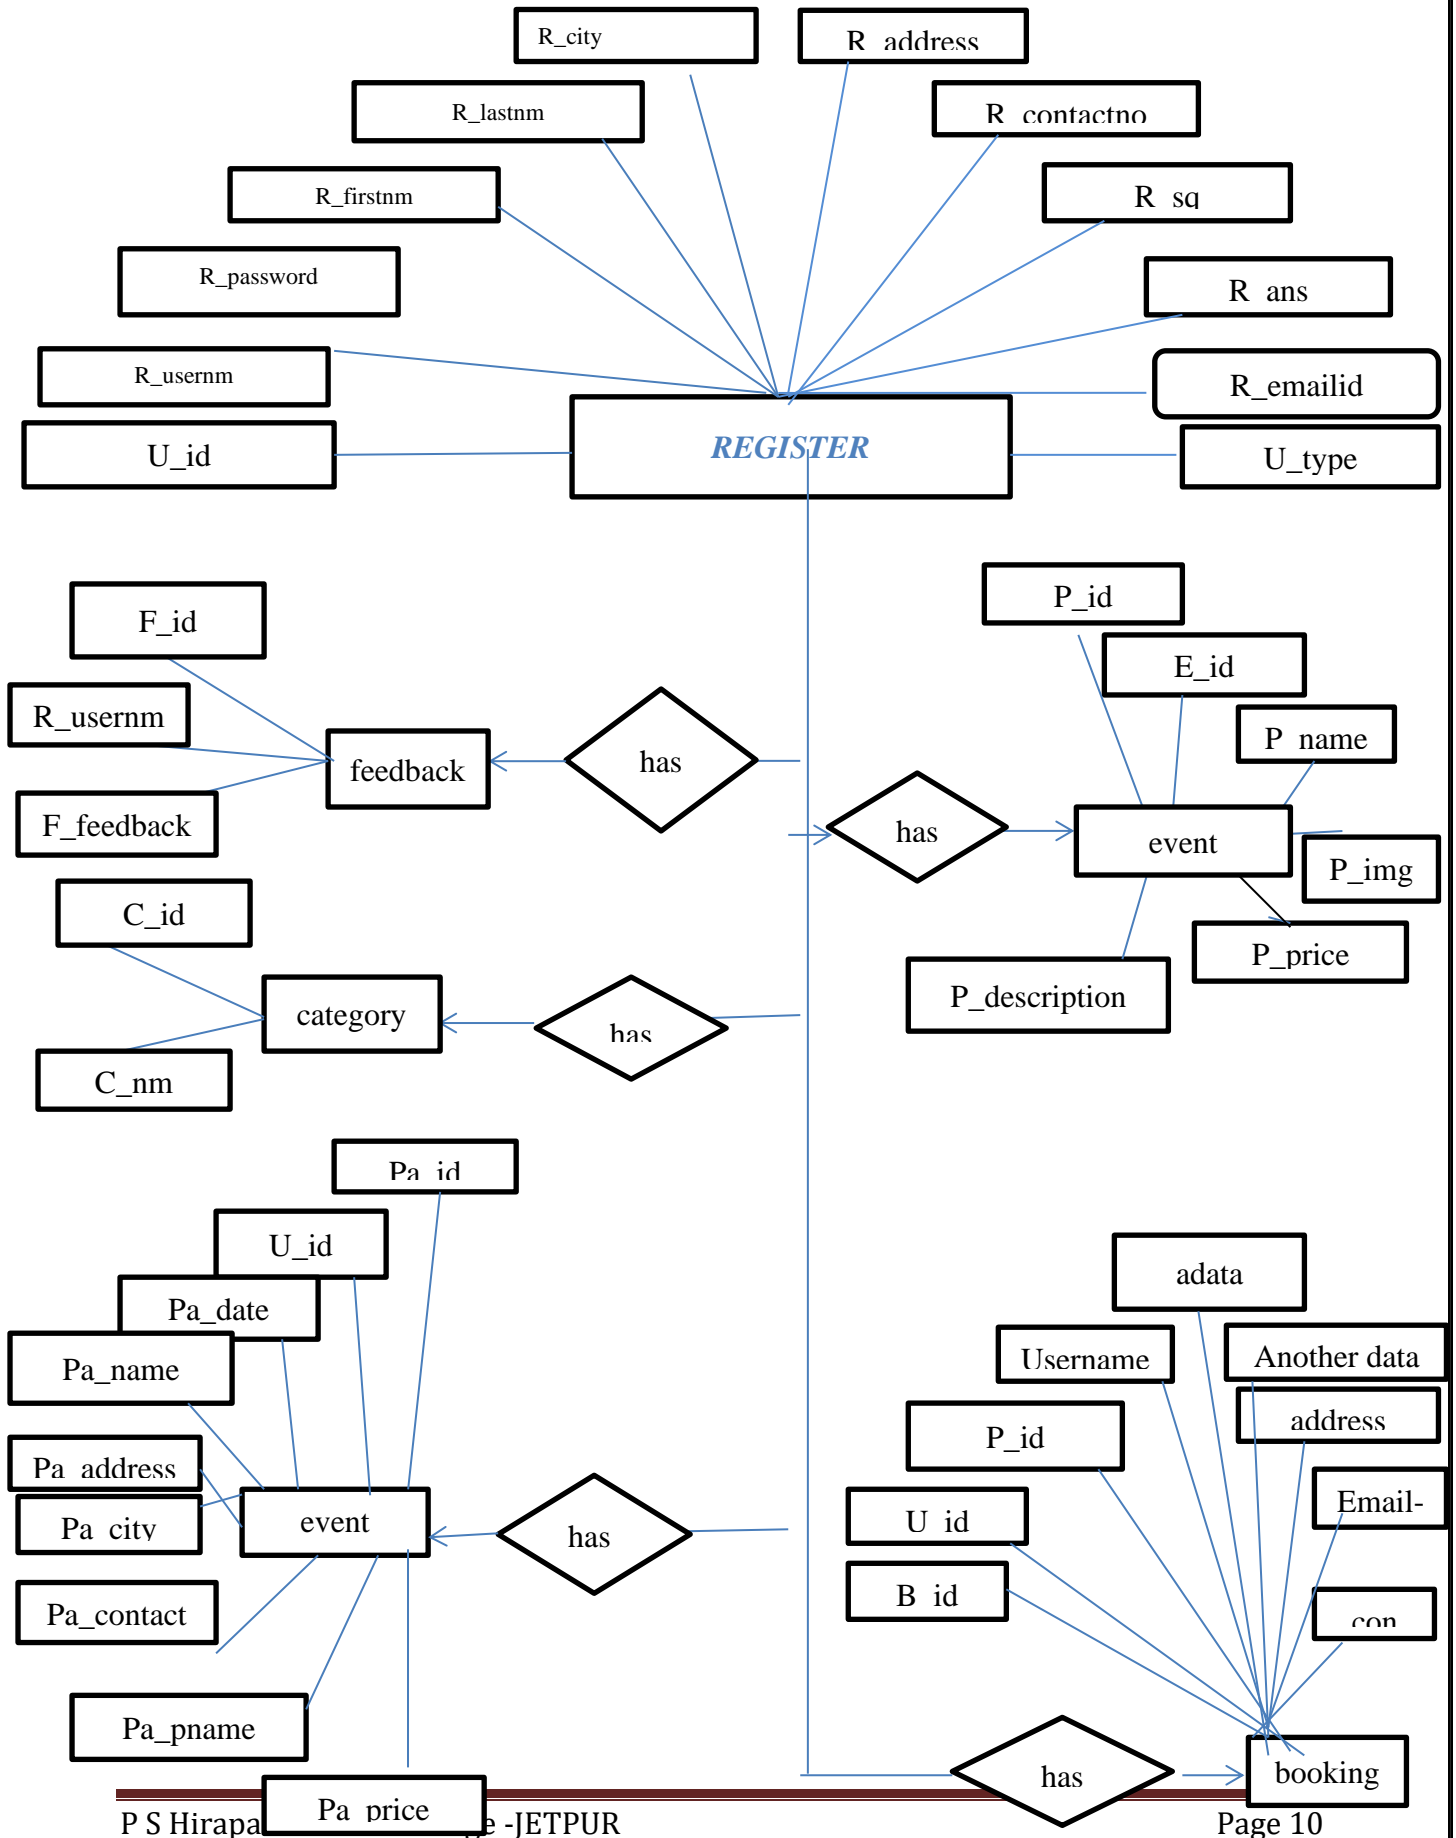 R_city
R_address
R_lastnm
R_contactno
R_firstnm
R_sq
R_password
R_ans
R_usernm
R_emailid
U_id
REGISTER
U_type
P_id
F_id
E_id
R_usernm
P_name
feedback
has
F_feedback
has
event
P_img
C_id
P_price
P_description
category
has
C_nm
Pa_id
U_id
adata
Pa_date
Username
Another data
Pa_name
address
P_id
Pa_address
Email-
Pa_city
event
has
U_id
B_id
con
Pa_contact
Pa_pname
has
booking
Pa_price
P S Hirapa e -JETPUR
Page 10